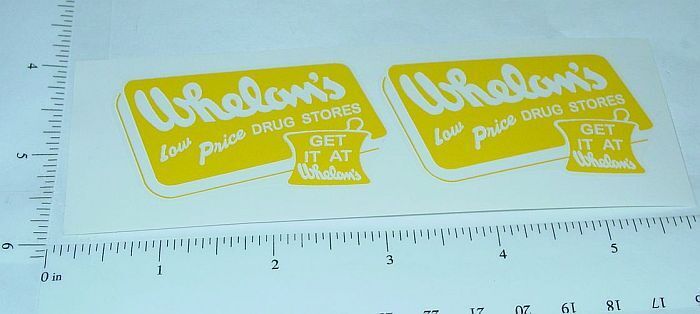 Whelan's
Low Price DRUG STORES
GET
IT AT
Whelan's
Whelan's
Low Price DRUG STORES
GET
IT AT
Whelan's
4
5
6
0 in
1
2
3
4
5
22
21
20
19
18
17